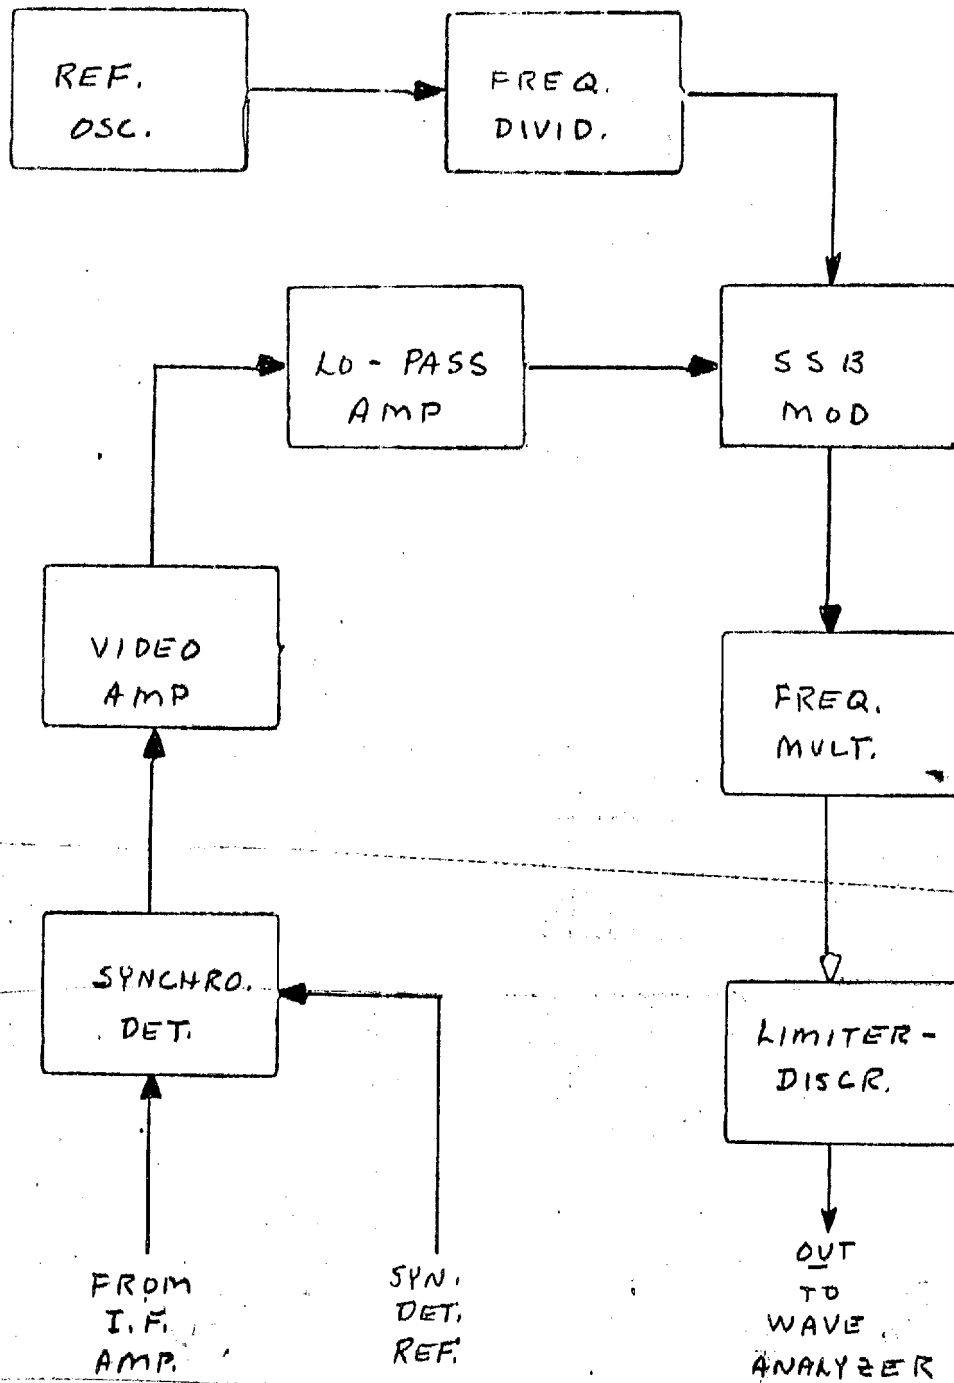 REF.
OSC.
FREQ.
DIVID.
LO - PASS
AMP
SSB
MOD
VIDEO
AMP
FREQ.
MULT.
SYNCHRO.
DET.
LIMITER -
DISCR.
FROM
I.F.
AMP.
SYN.
DET.
REF.
OUT
TO
WAVE
ANALYZER